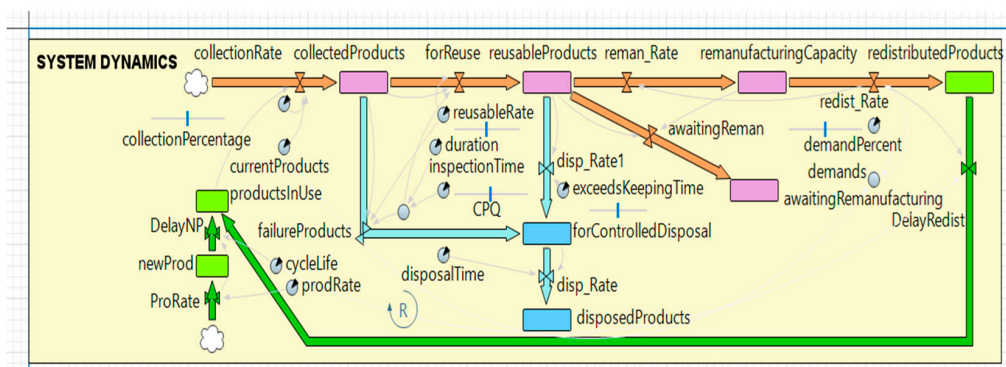 SYSTEM DYNAMICS
collectionRate
collectedProducts
forReuse
reusableProducts
reman_Rate
remanufacturingCapacity
redistributedProducts
collectionPercentage
currentProducts
reusableRate
duration
inspectionTime
CPQ
awaitingReman
redist_Rate
demandPercent
demands
disp_Rate1
exceedsKeepingTime
awaitingRemanufacturing
DelayRedist
productsInUse
DelayNP
failureProducts
forControlledDisposal
newProd
cycleLife
prodRate
disposalTime
disp_Rate
ProRate
R
disposedProducts